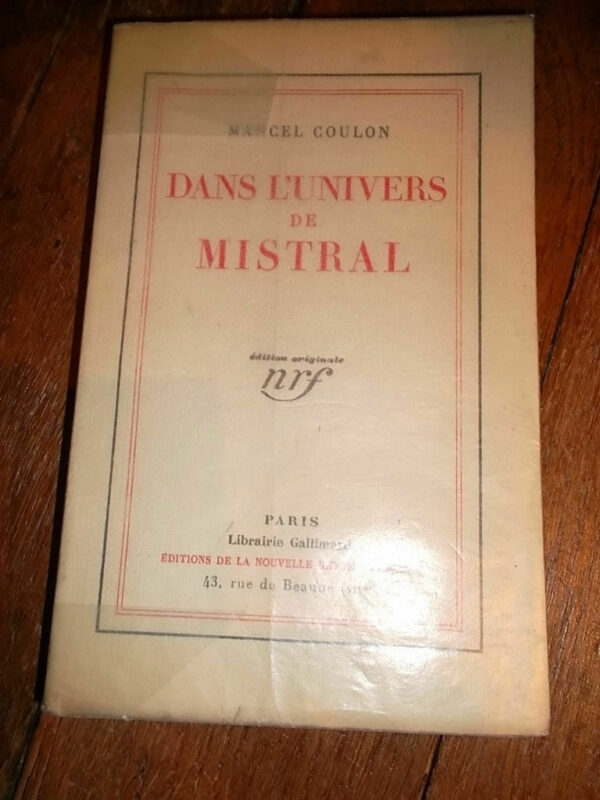 MARCEL COULON
DANS L'UNIVERS
DE
MISTRAL
édition originale
nrf
PARIS
Librairie Gallimard
ÉDITIONS DE LA NOUVELLE
43, rue de Beaune